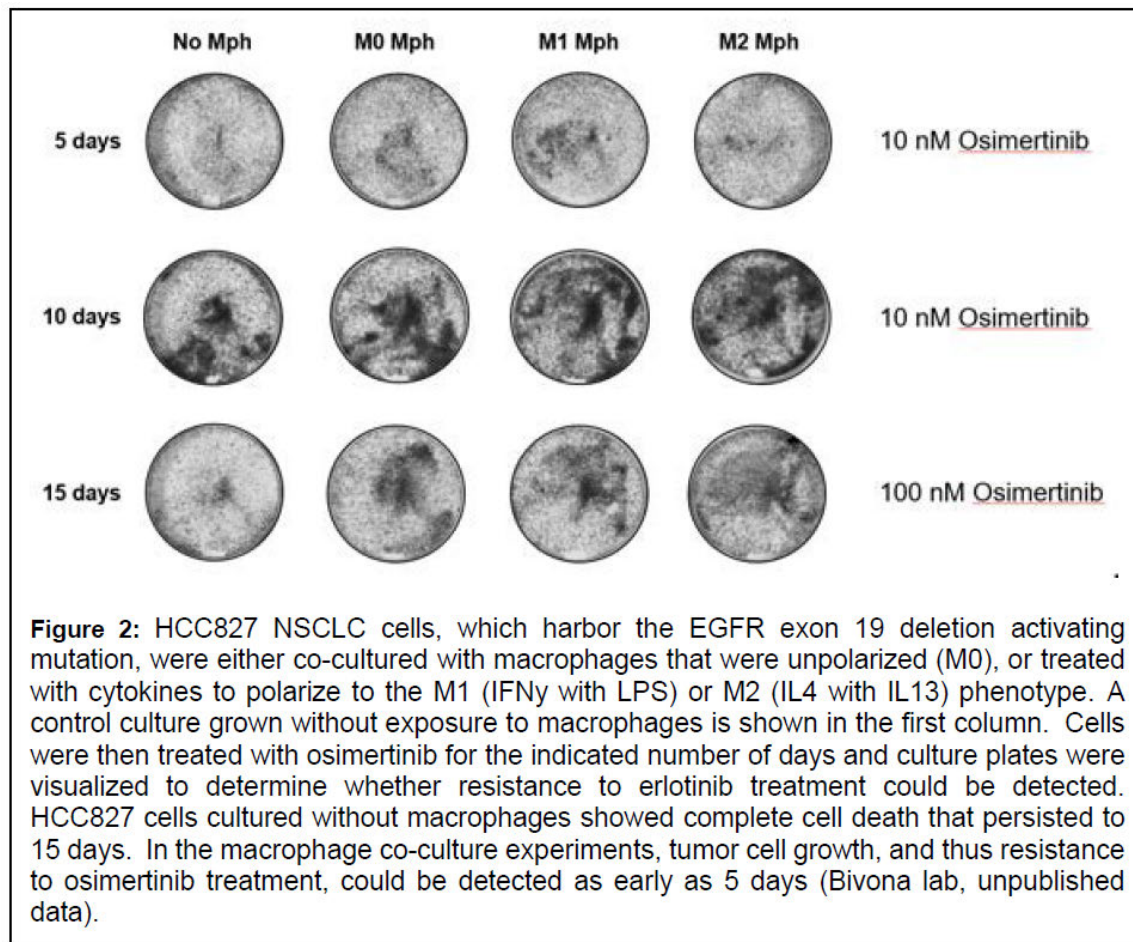 No Mph M0 Mph M1 Mph M2 Mph
5 days 10 nM Osimertinib
10 days 10 nM Osimertinib
15 days 100 nM Osimertinib
Figure 2: HCC827 NSCLC cells, which harbor the EGFR exon 19 deletion activating
mutation, were either co-cultured with macrophages that were unpolarized (M0), or treated
with cytokines to polarize to the M1 (IFNy with LPS) or M2 (IL4 with IL13) phenotype. A
control culture grown without exposure to macrophages is shown in the first column. Cells
were then treated with osimertinib for the indicated number of days and culture plates were
visualized to determine whether resistance to erlotinib treatment could be detected.
HCC827 cells cultured without macrophages showed complete cell death that persisted to
15 days. In the macrophage co-culture experiments, tumor cell growth, and thus resistance
to osimertinib treatment, could be detected as early as 5 days (Bivona lab, unpublished
data).